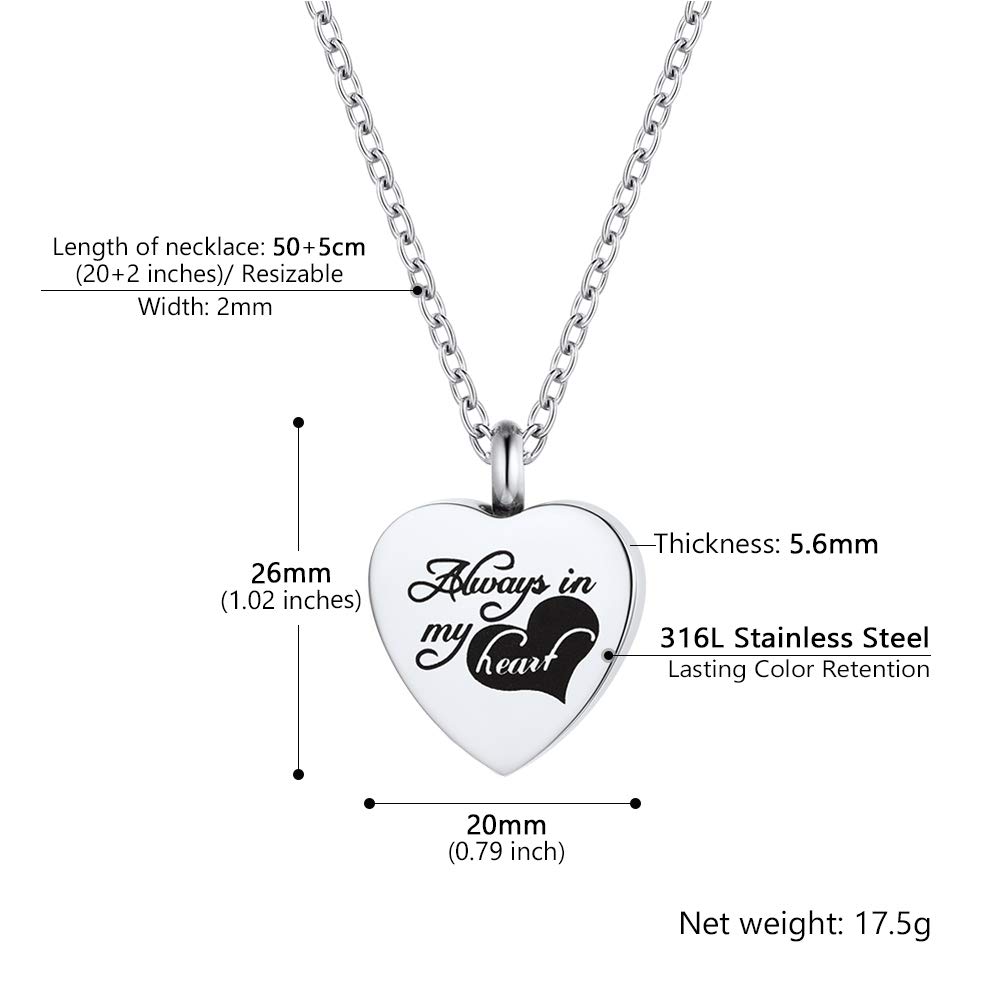 Length of necklace: 50+5cm
(20+2 inches)/ Resizable
Width: 2mm
26mm
(1.02 inches)
Always in
my heart
Thickness: 5.6mm
316L Stainless Steel
Lasting Color Retention
20mm
(0.79 inch)
Net weight: 17.5g